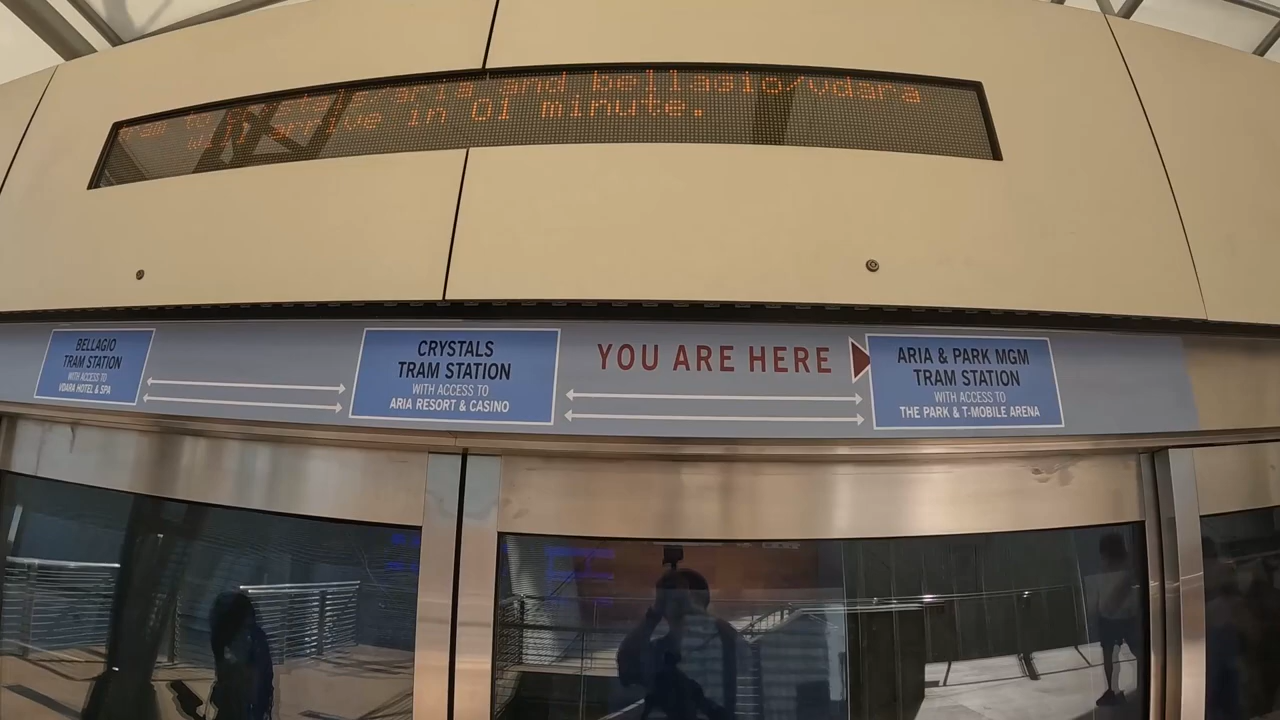 and bellagio/vdara
in 01 minute.
BELLAGIO
TRAM STATION
WITH ACCESS TO
VDARA HOTEL & SPA
CRYSTALS
TRAM STATION
WITH ACCESS TO
ARIA RESORT & CASINO
YOU ARE HERE
ARIA & PARK MGM
TRAM STATION
WITH ACCESS TO
THE PARK & T-MOBILE ARENA